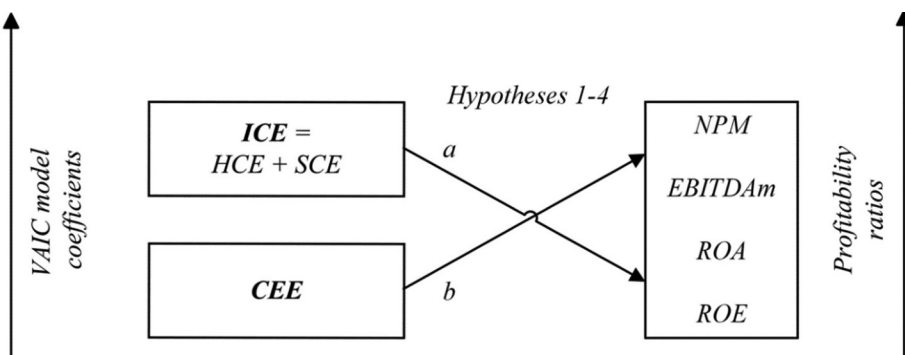 VAIC model
coefficients
ICE =
HCE + SCE
CEE
Hypotheses 1-4
a
b
NPM
EBITDAm
ROA
ROE
Profitability
ratios